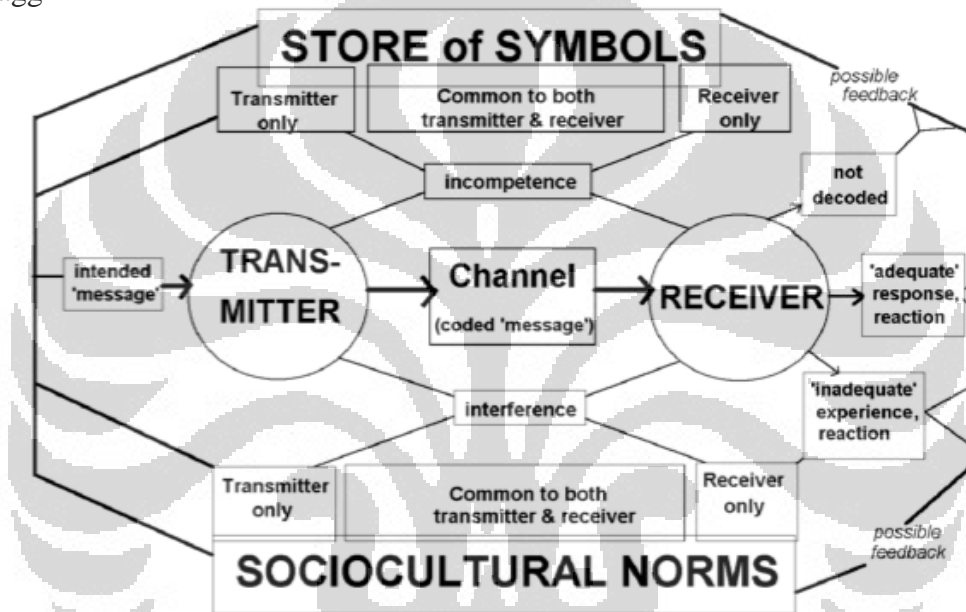 STORE of SYMBOLS
Transmitter
only
Common to both
transmitter & receiver
Receiver
only
possible
feedback
incompetence
not
decoded
intended
'message'
TRANS-
MITTER
Channel
(coded 'message')
RECEIVER
'adequate'
response,
reaction
interference
'inadequate'
experience,
reaction
Transmitter
only
Common to both
transmitter & receiver
Receiver
only
possible
feedback
SOCIOCULTURAL NORMS